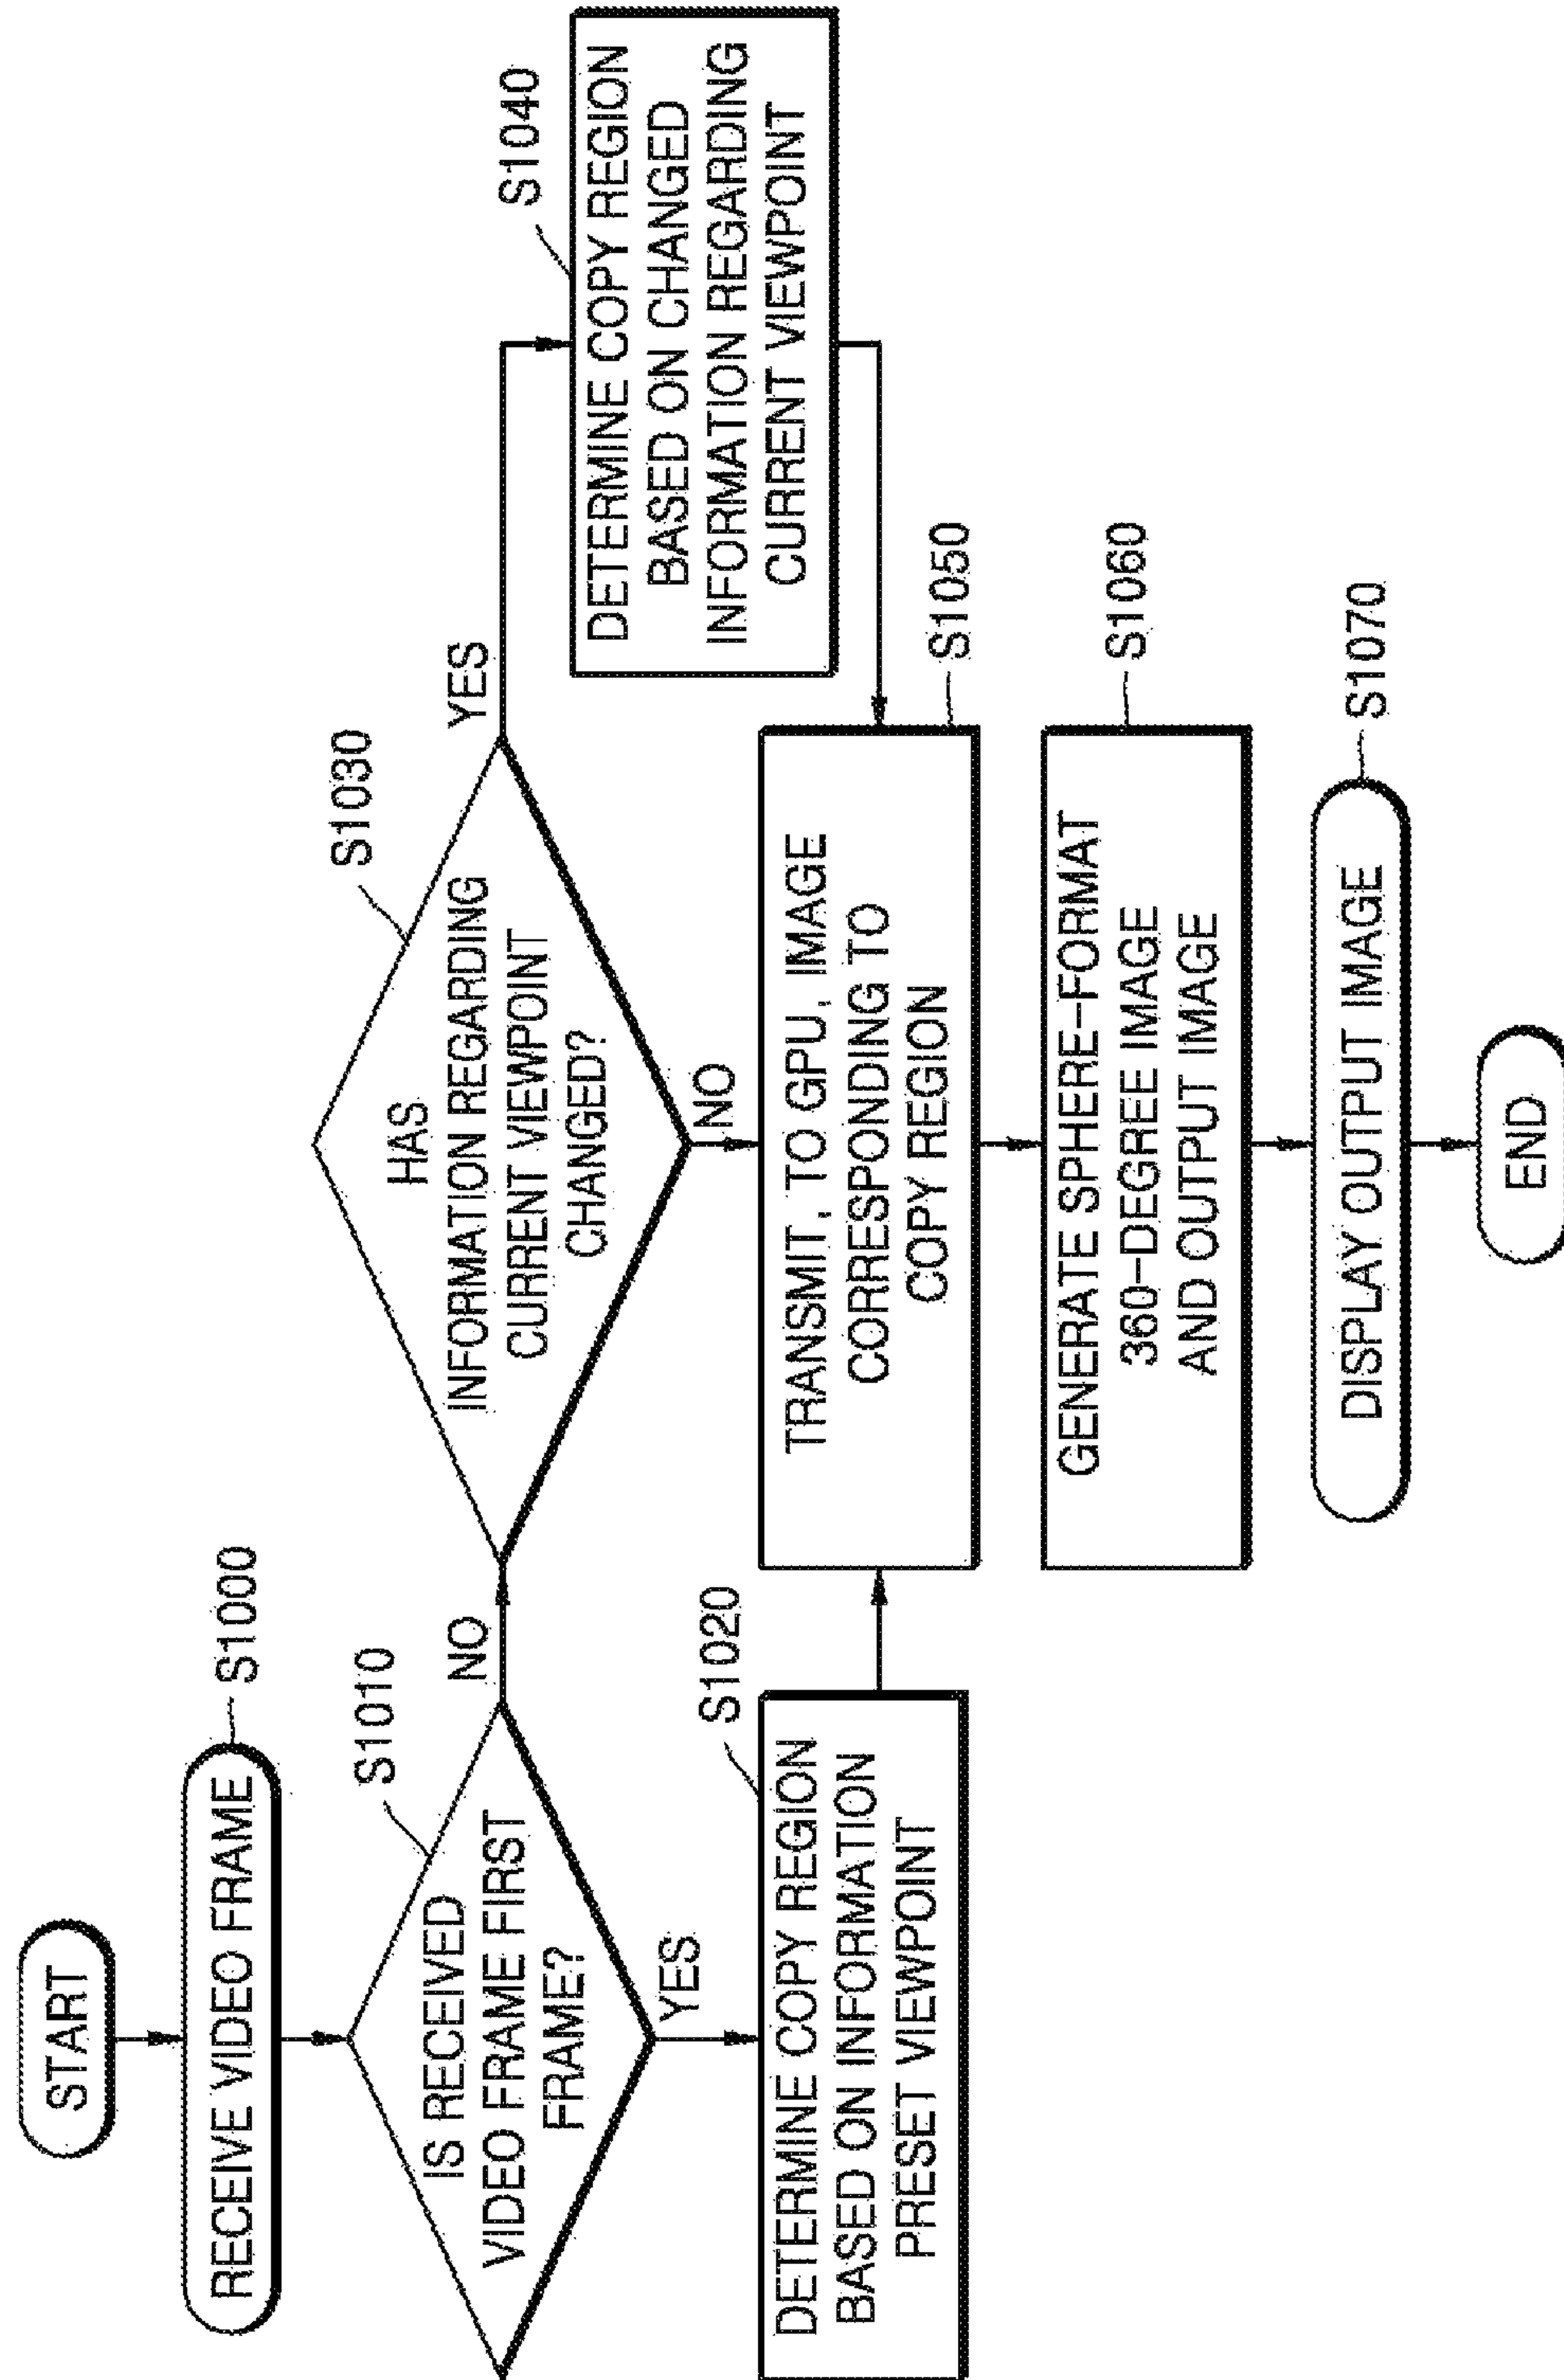 START
RECEIVE VIDEO FRAME
S1000
IS RECEIVED
VIDEO FRAME FIRST
FRAME?
S1010
NO
YES
HAS
INFORMATION REGARDING
CURRENT VIEWPOINT
CHANGED?
S1030
YES
NO
DETERMINE COPY REGION
BASED ON CHANGED
INFORMATION REGARDING
CURRENT VIEWPOINT
S1040
DETERMINE COPY REGION
BASED ON INFORMATION
PRESET VIEWPOINT
S1020
TRANSMIT, TO GPU, IMAGE
CORRESPONDING TO
COPY REGION
S1050
GENERATE SPHERE-FORMAT
360-DEGREE IMAGE
AND OUTPUT IMAGE
S1060
DISPLAY OUTPUT IMAGE
S1070
END